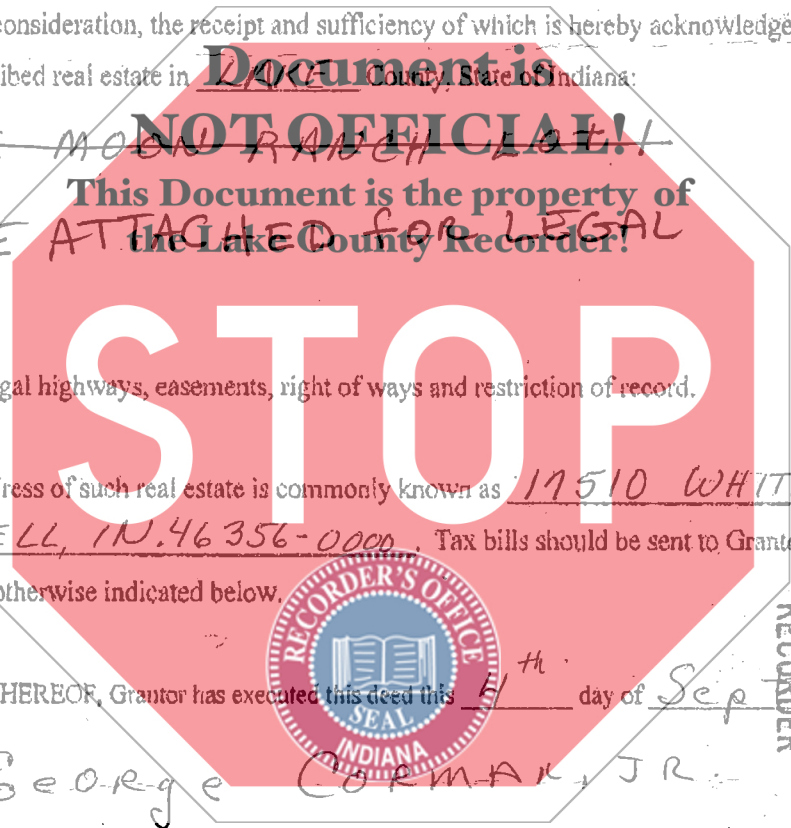 onsideration, the receipt and sufficiency of which is hereby acknowledge
ibed real estate in LAKE County, State of Indiana:
Document is
NOT OFFICIAL!
MOON RANCH LOT 1
This Document is the property of
the Lake County Recorder!
E ATTACHED FOR LEGAL
STOP
gal highways, easements, right of ways and restriction of record.
ress of such real estate is commonly known as 17510 WHIT
ELL, IN. 46356-0000. Tax bills should be sent to Grante
otherwise indicated below.
RECORDER'S OFFICE
SEAL
INDIANA
RECORDER
HEREOF, Grantor has executed this deed this 4th day of Sep
George CORMAN, JR.